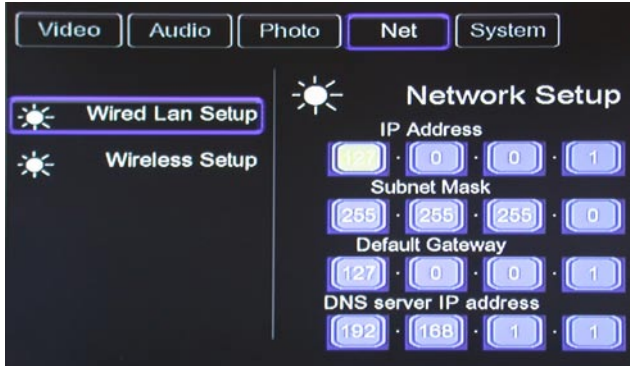 Video Audio Photo Net System
Wired Lan Setup
Wireless Setup
Network Setup
IP Address
127 . 0 . 0 . 1
Subnet Mask
255 . 255 . 255 . 0
Default Gateway
127 . 0 . 0 . 1
DNS server IP address
192 . 168 . 1 . 1